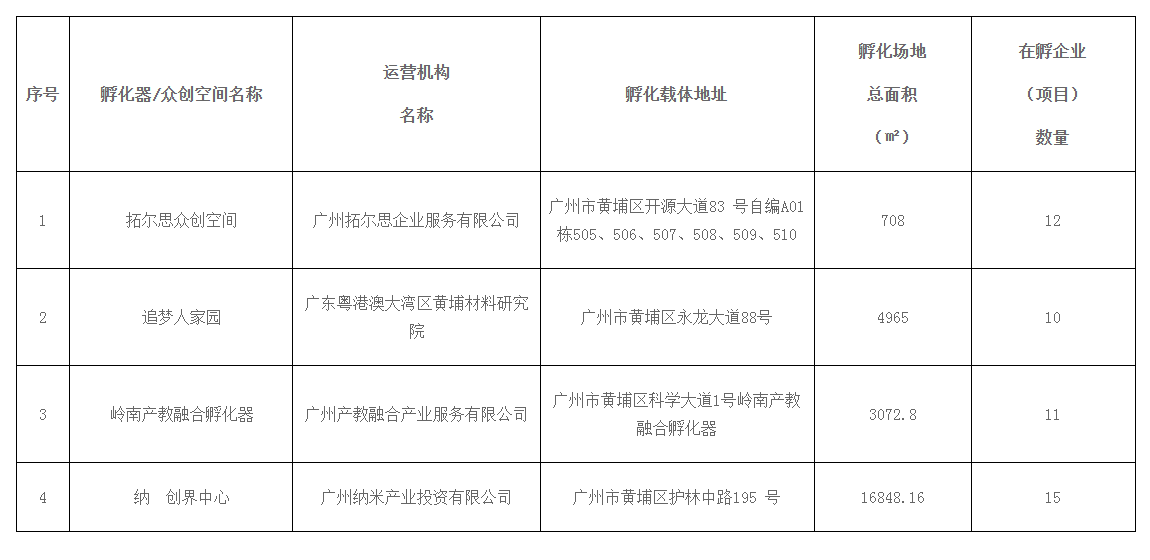 序号
孵化器/众创空间名称
运营机构
名称
孵化载体地址
孵化场地
总面积
（㎡）
在孵企业
（项目）
数量
1
拓尔思众创空间
广州拓尔思企业服务有限公司
广州市黄埔区开源大道83 号自编A01
栋505、506、507、508、509、510
708
12
2
追梦人家园
广东粤港澳大湾区黄埔材料研究
院
广州市黄埔区永龙大道88号
4965
10
3
岭南产教融合孵化器
广州产教融合产业服务有限公司
广州市黄埔区科学大道1号岭南产教
融合孵化器
3072.8
11
4
纳　创界中心
广州纳米产业投资有限公司
广州市黄埔区护林中路195 号
16848.16
15